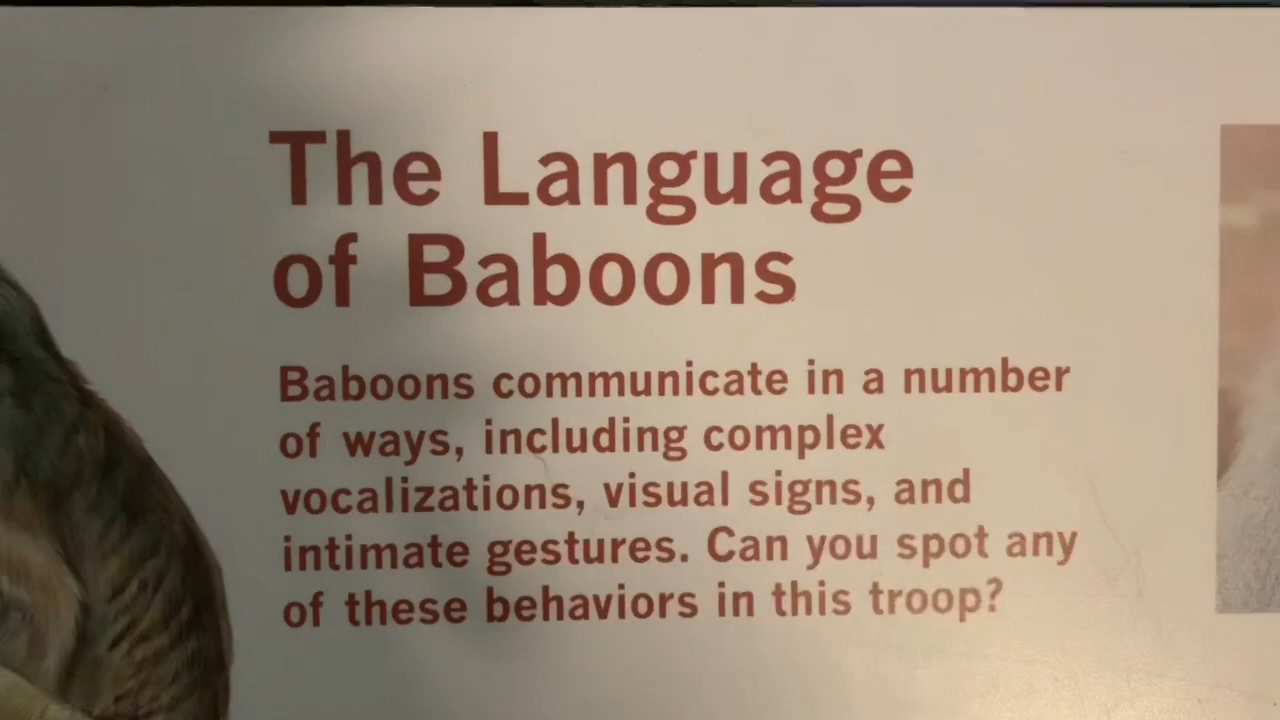 The Language
of Baboons
Baboons communicate in a number
of ways, including complex
vocalizations, visual signs, and
intimate gestures. Can you spot any
of these behaviors in this troop?